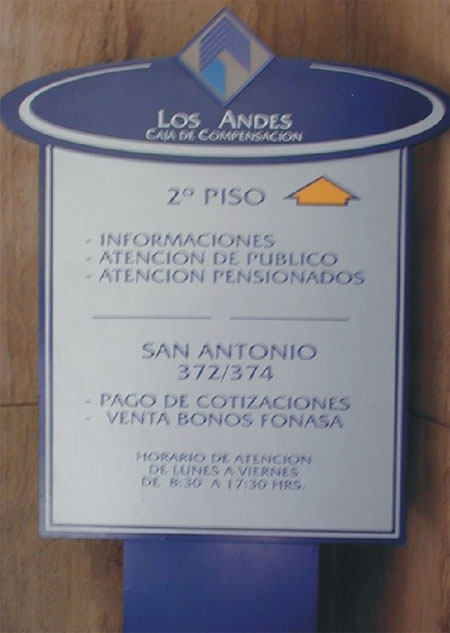 LOS ANDES
CAJA DE COMPENSACIÓN
2º PISO
- INFORMACIONES
- ATENCION DE PUBLICO
- ATENCION PENSIONADOS
SAN ANTONIO
372/374
- PAGO DE COTIZACIONES
- VENTA BONOS FONASA
HORARIO DE ATENCION
DE LUNES A VIERNES
DE 8:30 A 17:30 HRS.